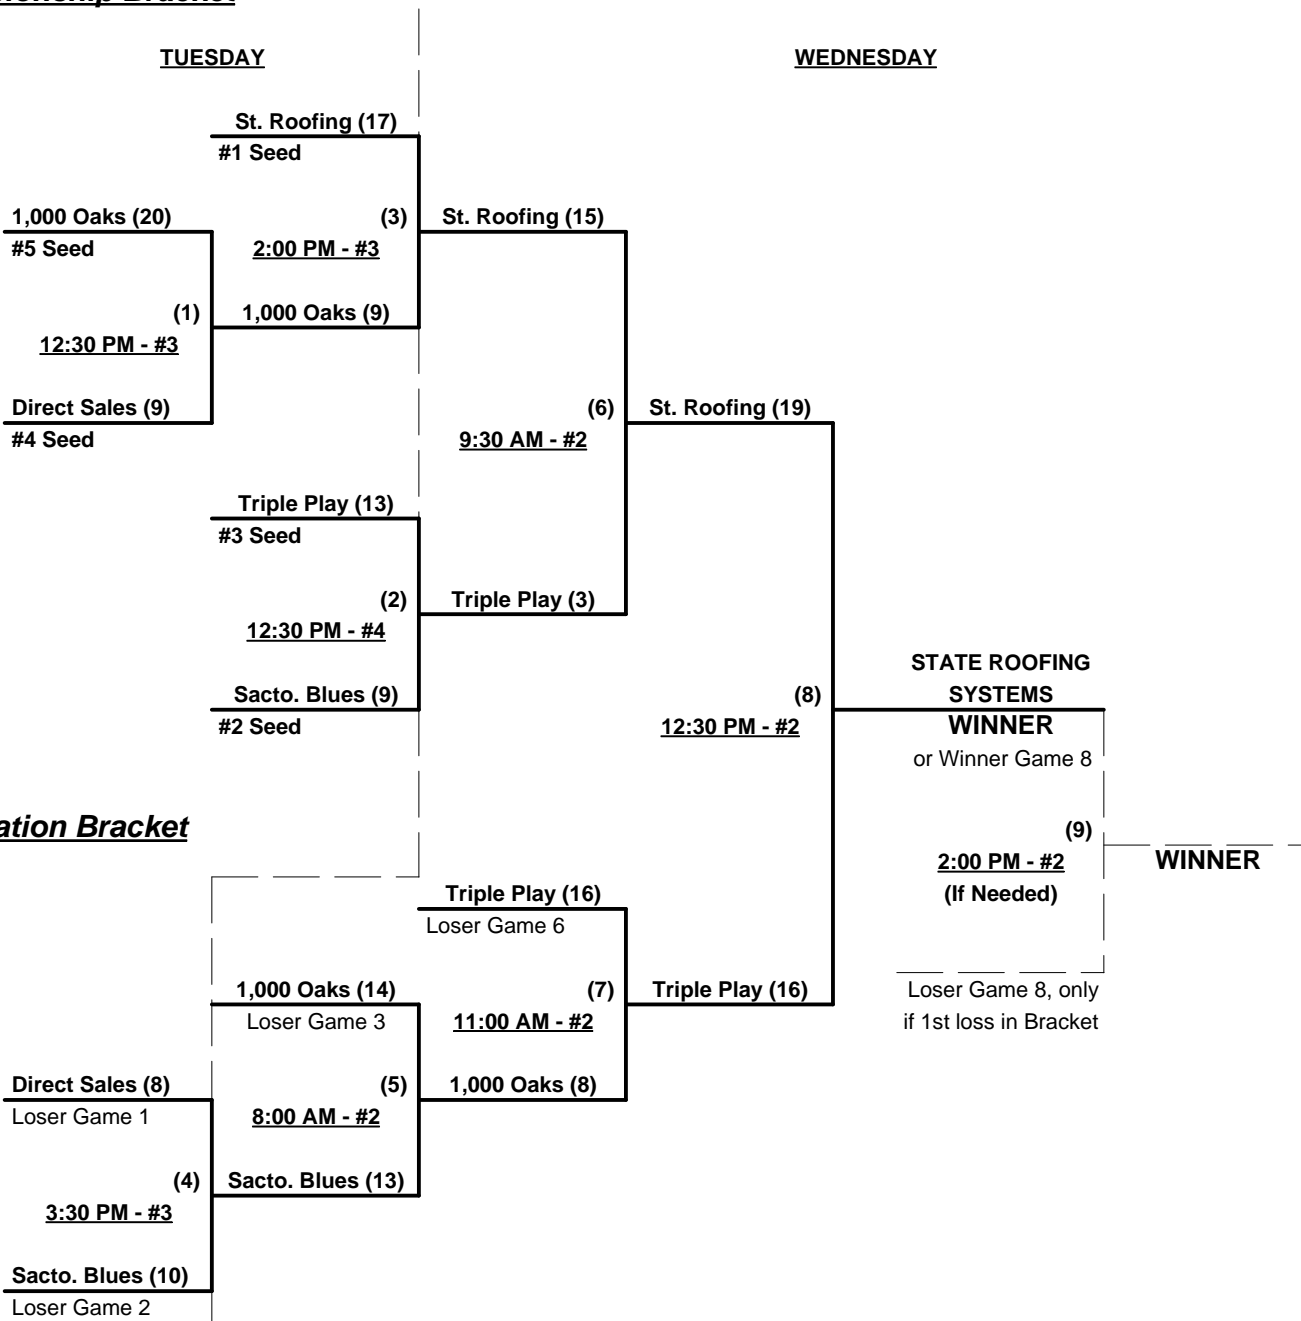 TUESDAY
WEDNESDAY
St. Roofing (17)
#1 Seed
1,000 Oaks (20)
#5 Seed
(3)
2:00 PM - #3
St. Roofing (15)
(1)
12:30 PM - #3
1,000 Oaks (9)
Direct Sales (9)
#4 Seed
(6)
9:30 AM - #2
St. Roofing (19)
Triple Play (13)
#3 Seed
(2)
12:30 PM - #4
Triple Play (3)
Sacto. Blues (9)
#2 Seed
(8)
12:30 PM - #2
STATE ROOFING
SYSTEMS
WINNER
or Winner Game 8
ation Bracket
(9)
2:00 PM - #2
(If Needed)
WINNER
Triple Play (16)
Loser Game 6
1,000 Oaks (14)
Loser Game 3
(7)
11:00 AM - #2
Triple Play (16)
Loser Game 8, only
if 1st loss in Bracket
Direct Sales (8)
Loser Game 1
(5)
8:00 AM - #2
1,000 Oaks (8)
(4)
3:30 PM - #3
Sacto. Blues (13)
Sacto. Blues (10)
Loser Game 2